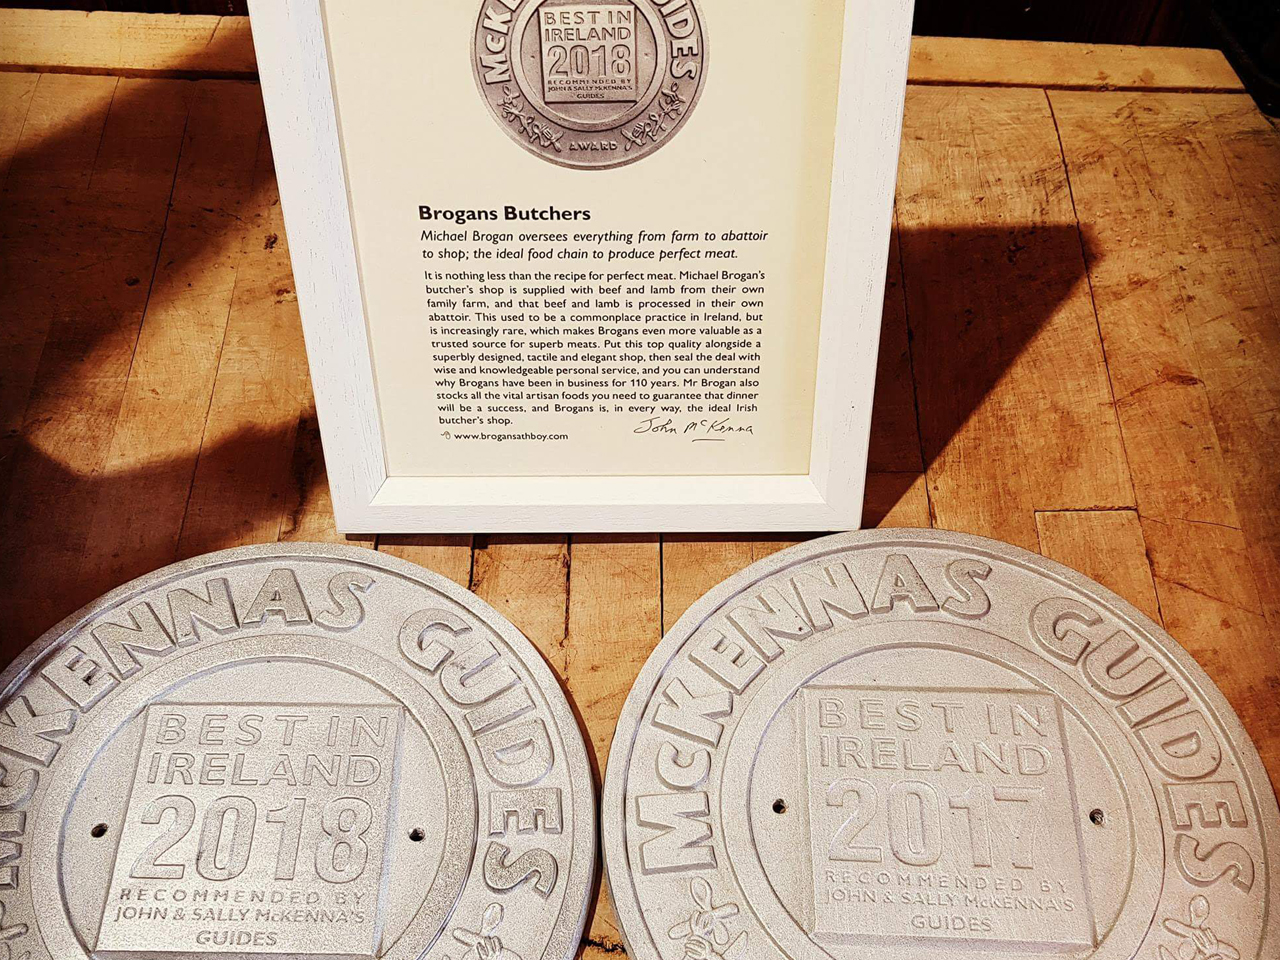 McKENNAS GUIDES
BEST IN
IRELAND
2018
RECOMMENDED BY
JOHN & SALLY McKENNA'S
GUIDES
AWARD
Brogans Butchers
Michael Brogan oversees everything from farm to abattoir
to shop; the ideal food chain to produce perfect meat.
It is nothing less than the recipe for perfect meat. Michael Brogan's
butcher's shop is supplied with beef and lamb from their own
family farm, and that beef and lamb is processed in their own
abattoir. This used to be a commonplace practice in Ireland, but
is increasingly rare, which makes Brogans even more valuable as a
trusted source for superb meats. Put this top quality alongside a
superbly designed, tactile and elegant shop, then seal the deal with
wise and knowledgeable personal service, and you can understand
why Brogans have been in business for 110 years. Mr Brogan also
stocks all the vital artisan foods you need to guarantee that dinner
will be a success, and Brogans is, in every way, the ideal Irish
butcher's shop.
John McKenna
www.brogansathboy.com
McKENNAS GUIDES
BEST IN
IRELAND
2018
RECOMMENDED BY
JOHN & SALLY McKENNA'S
GUIDES
McKENNAS GUIDES
BEST IN
IRELAND
2017
RECOMMENDED BY
JOHN & SALLY McKENNA'S
GUIDES